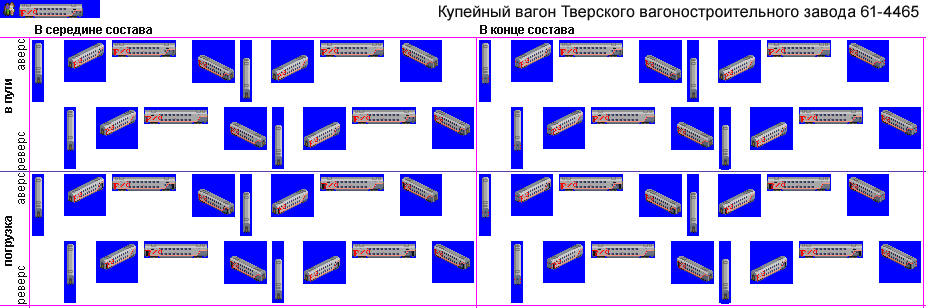 Купейный вагон Тверского вагоностроительного завода 61-4465
В середине состава
В конце состава
в пути
аверс
реверс
погрузка
аверс
реверс